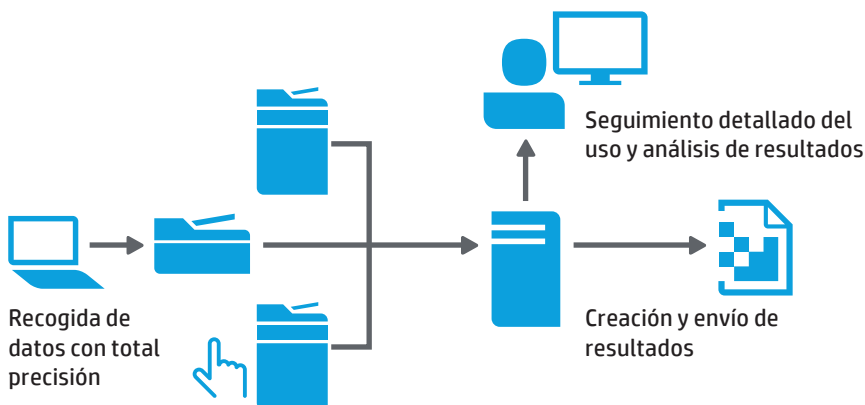 Seguimiento detallado del
uso y análisis de resultados
Recogida de
datos con total
precisión
Creación y envío de
resultados